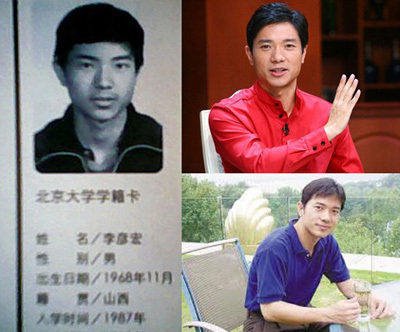 北京大学学籍卡
姓 名/李彦宏
性 别/男
出生日期/1968年11月
籍 贯/山西
入学时间/1987年